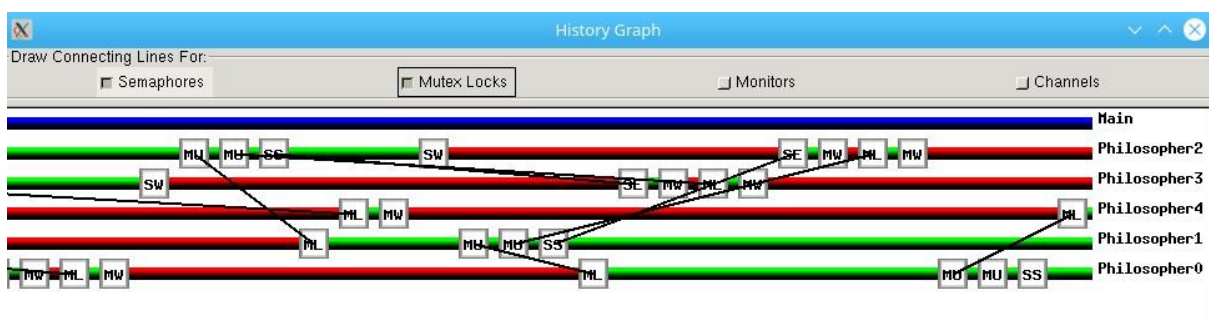 History Graph
Draw Connecting Lines For:
Semaphores Mutex Locks Monitors Channels
Main
MU MU SS SW SE MW ML MW Philosopher2
SW SE MW ML MW Philosopher3
ML MW ML Philosopher4
ML MU MU SS Philosopher1
MW ML MW ML MU MU SS Philosopher0